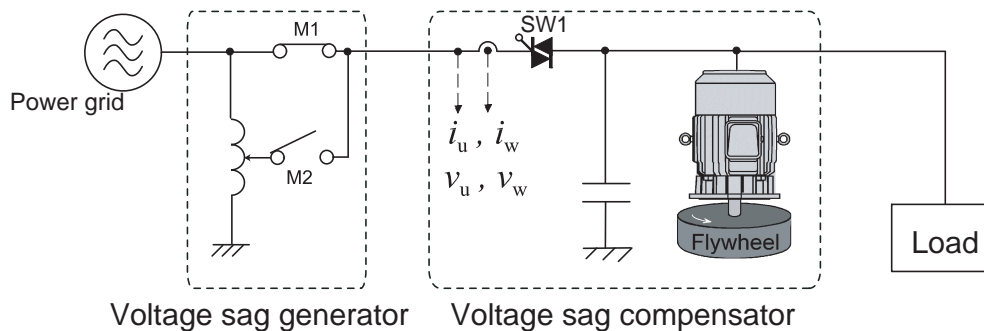 M1
SW1
Power grid
i_u , i_w
M2
v_u , v_w
Flywheel
Load
Voltage sag generator
Voltage sag compensator